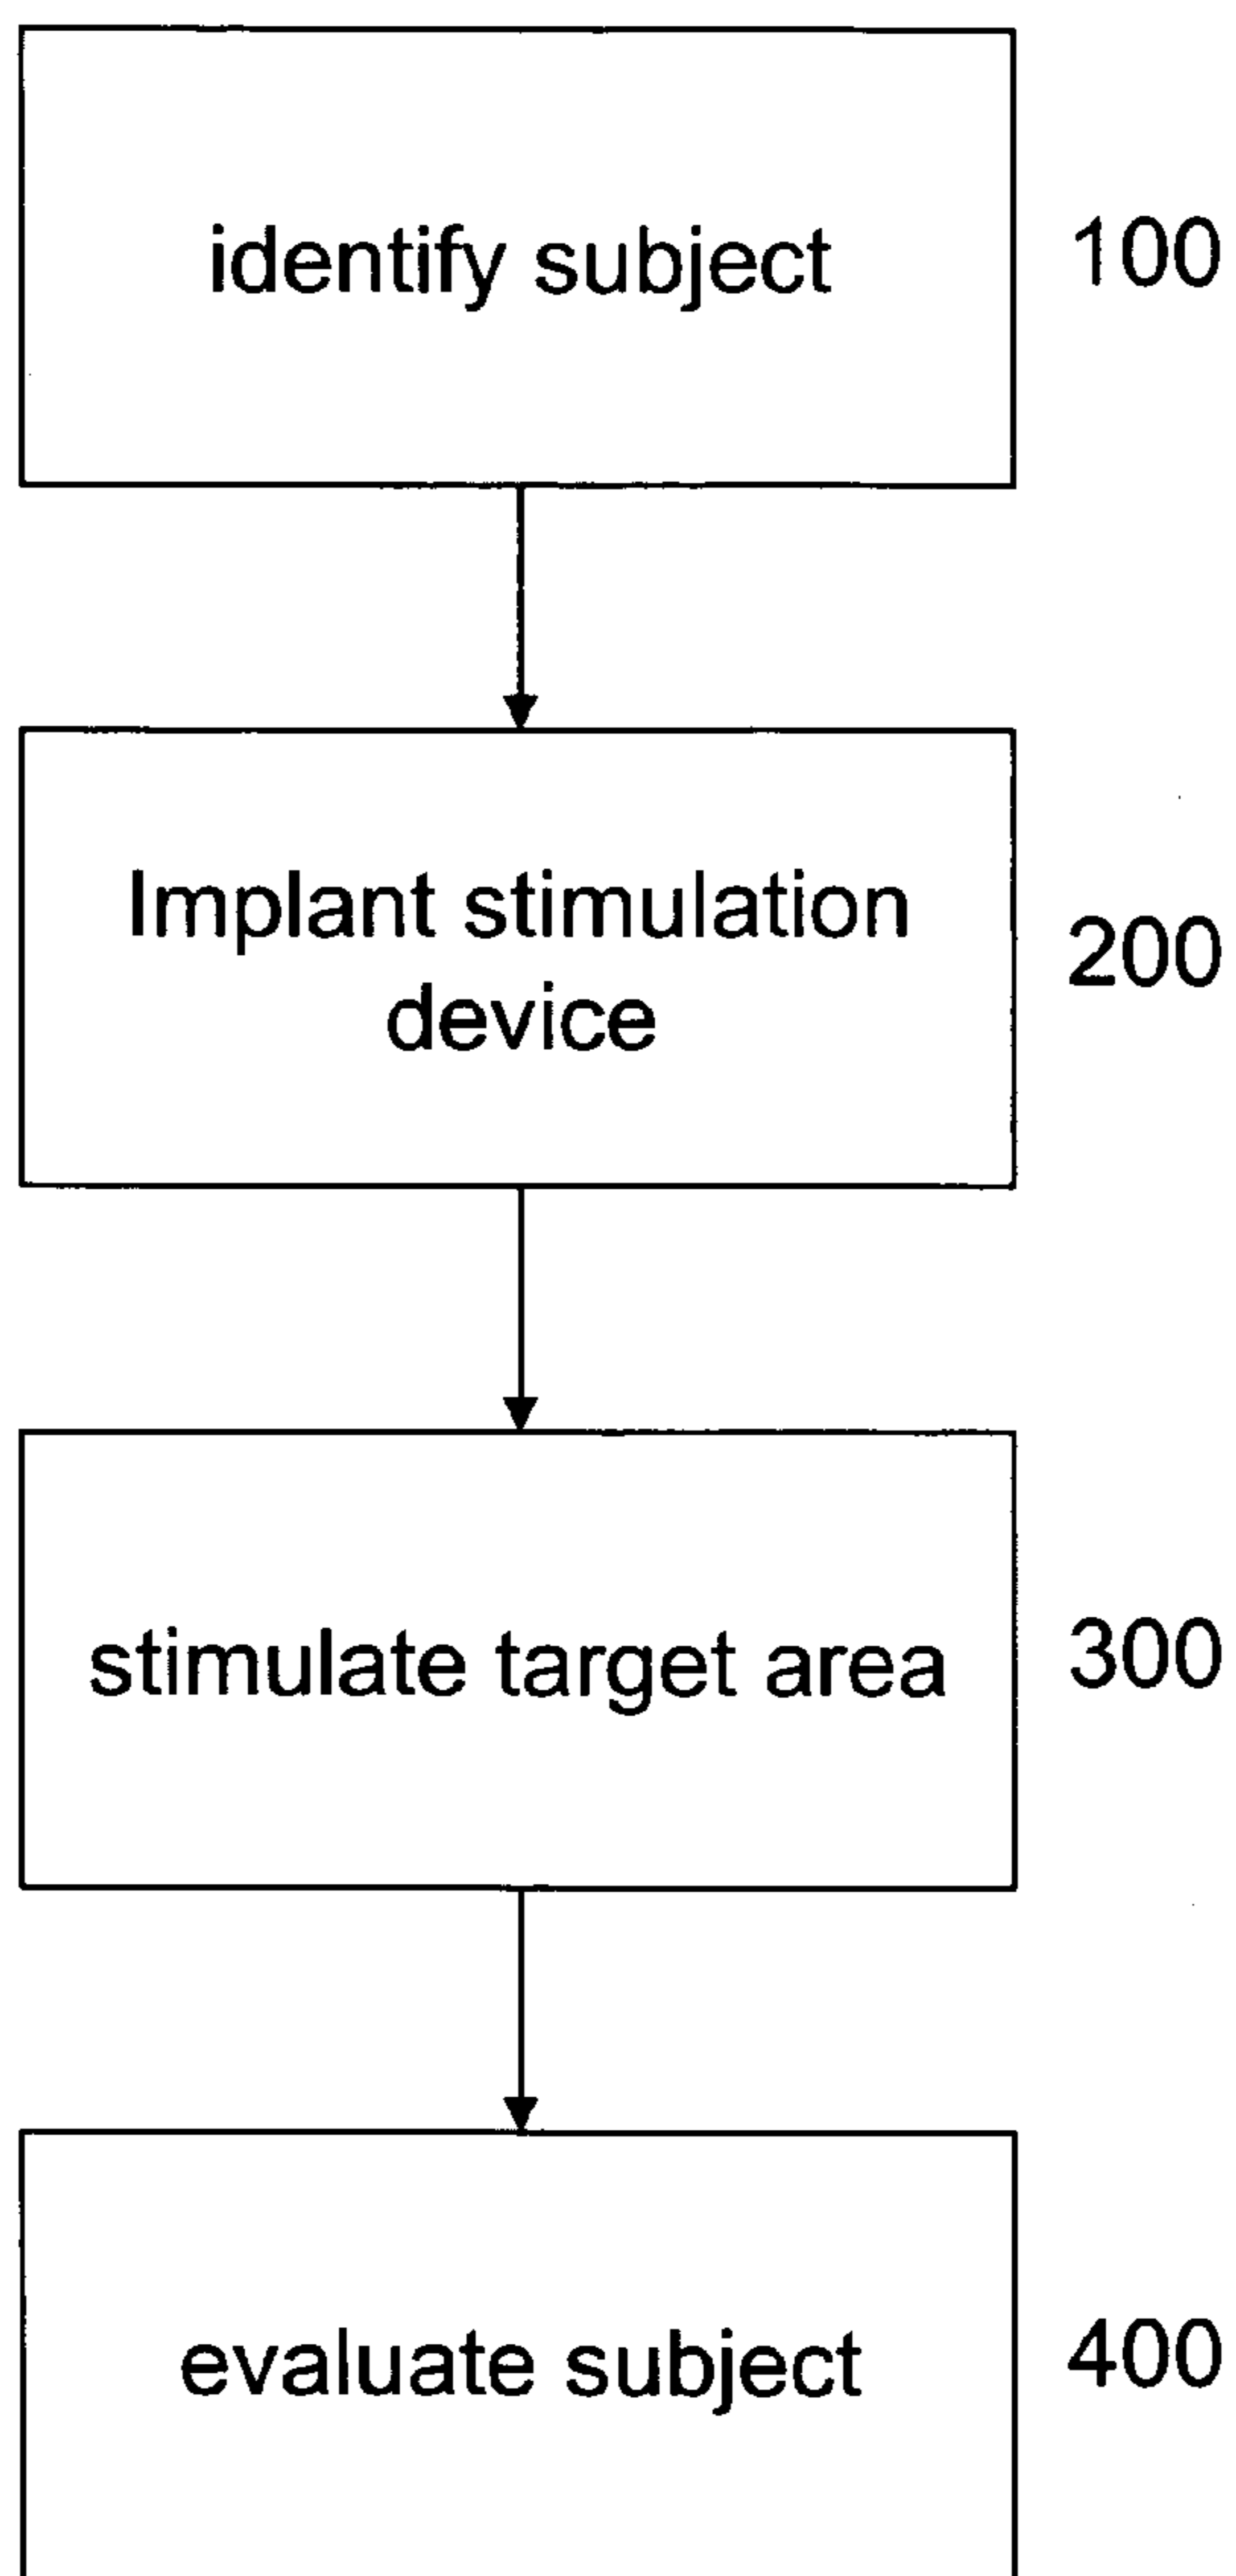 identify subject
100
Implant stimulation
device
200
stimulate target area
300
evaluate subject
400